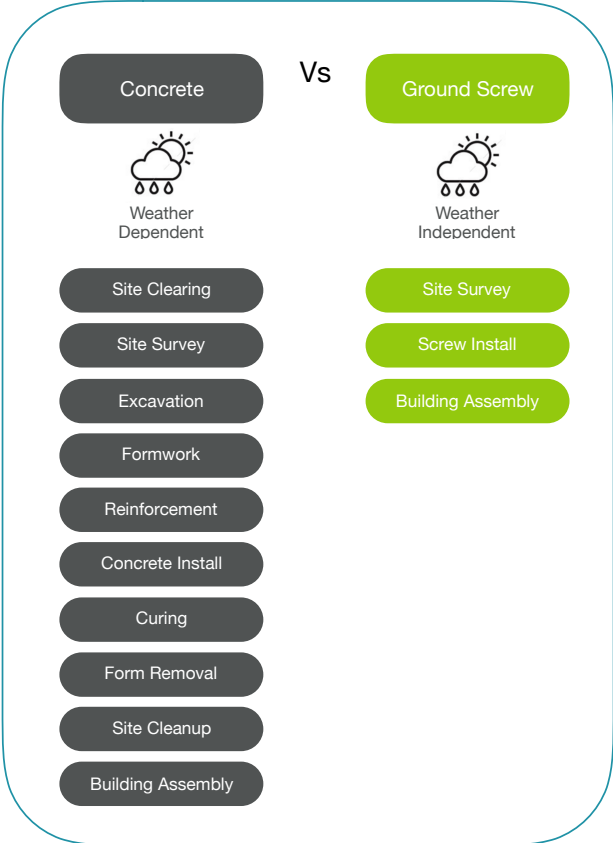 Concrete
Vs
Ground Screw
Weather
Dependent
Weather
Independent
Site Clearing
Site Survey
Excavation
Formwork
Reinforcement
Concrete Install
Curing
Form Removal
Site Cleanup
Building Assembly
Site Survey
Screw Install
Building Assembly